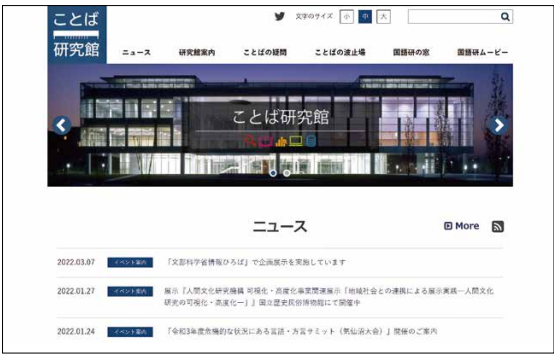 ことば
研究館
文字のサイズ 小 中 大
ニュース 研究館案内 ことばの疑問 ことばの波止場 国語研の窓 国語研ムービー
ことば研究館
ニュース
More
2022.03.07 イベント案内 「文部科学省情報ひろば」で企画展示を実施しています
2022.01.27 イベント案内 展示『人間文化研究機構 可視化・高度化事業関連展示「地域社会との連携による展示実践―人間文化
研究の可視化・高度化―」』国立歴史民俗博物館にて開催中
2022.01.24 イベント案内 「令和3年度危機的な状況にある言語・方言サミット（気仙沼大会）」開催のご案内